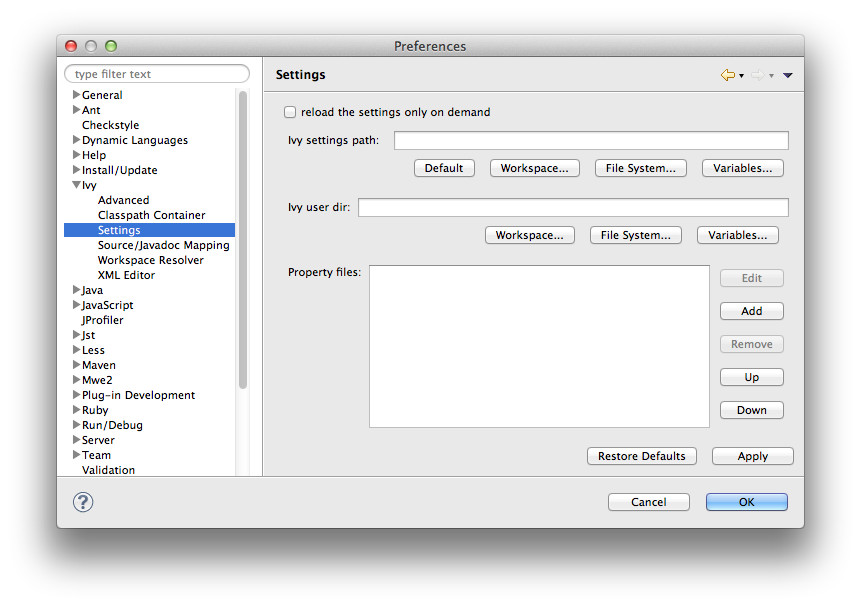 Preferences
type filter text
General
Ant
Checkstyle
Dynamic Languages
Help
Install/Update
Ivy
Advanced
Classpath Container
Settings
Source/Javadoc Mapping
Workspace Resolver
XML Editor
Java
JavaScript
JProfiler
Jst
Less
Maven
Mwe2
Plug-in Development
Ruby
Run/Debug
Server
Team
Validation
Settings
reload the settings only on demand
Ivy settings path:
Default Workspace... File System... Variables...
Ivy user dir:
Workspace... File System... Variables...
Property files:
Edit
Add
Remove
Up
Down
Restore Defaults Apply
? Cancel OK